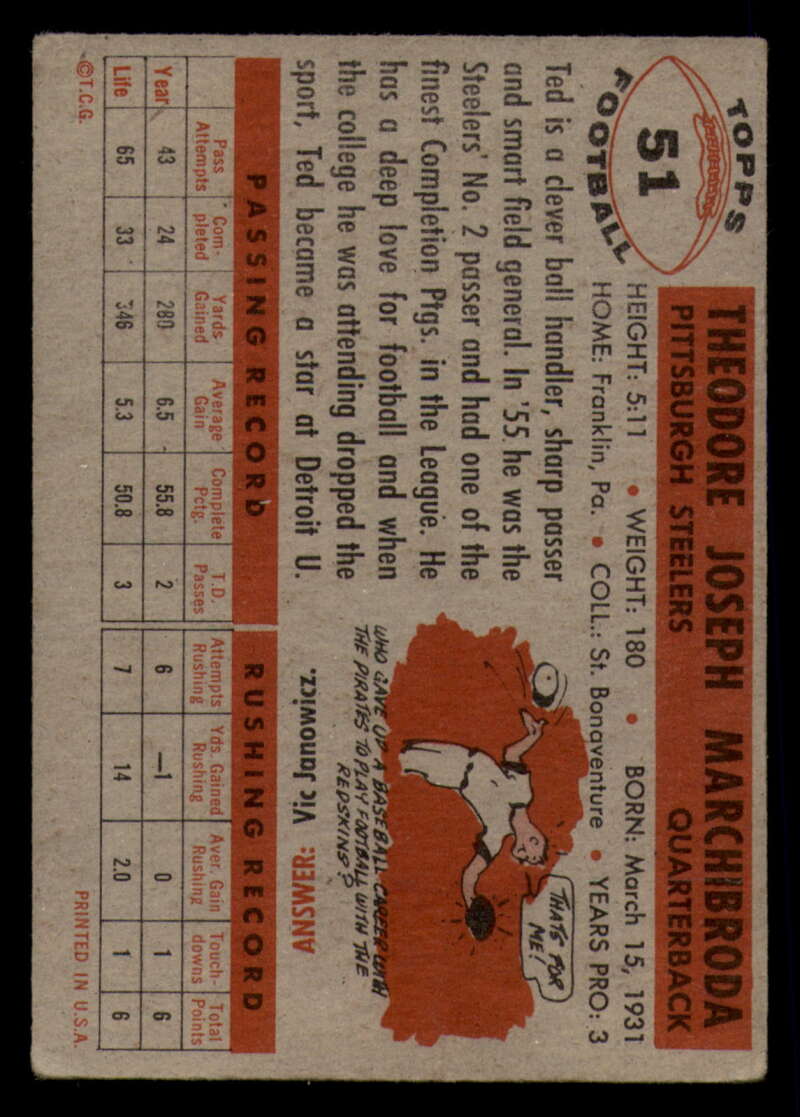 TOPPS
51
FOOTBALL
THEODORE JOSEPH MARCHIBRODA
PITTSBURGH STEELERS QUARTERBACK
HEIGHT: 5:11 • WEIGHT: 180 • BORN: March 15, 1931
HOME: Franklin, Pa. • COLL.: St. Bonaventure • YEARS PRO: 3
Ted is a clever ball handler, sharp passer
and smart field general. In '55 he was the
Steelers' No. 2 passer and had one of the
finest Completion Ptgs. in the League. He
has a deep love for football and when
the college he was attending dropped the
sport, Ted became a star at Detroit U.
THAT'S FOR
ME!
WHO GAVE UP A BASEBALL CAREER WITH
THE PIRATES TO PLAY FOOTBALL WITH THE
REDSKINS?
ANSWER: Vic Janowicz.
PASSING RECORD RUSHING RECORD
Pass Attempts Com-pleted Yards Gained Average Gain Complete Pctg. T.D. Passes Attempts Rushing Yds. Gained Rushing Aver. Gain Rushing Touch-downs Total Points
Year 43 24 280 6.5 55.8 2 6 —1 0 1 6
Life 65 33 346 5.3 50.8 3 7 14 2.0 1 6
©T.C.G. PRINTED IN U.S.A.